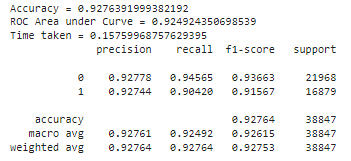 Accuracy = 0.9276391999382192
ROC Area under Curve = 0.924924350698539
Time taken = 0.15759968757629395
precision recall f1-score support
0 0.92778 0.94565 0.93663 21968
1 0.92744 0.90420 0.91567 16879
accuracy 0.92764 38847
macro avg 0.92761 0.92492 0.92615 38847
weighted avg 0.92764 0.92764 0.92753 38847